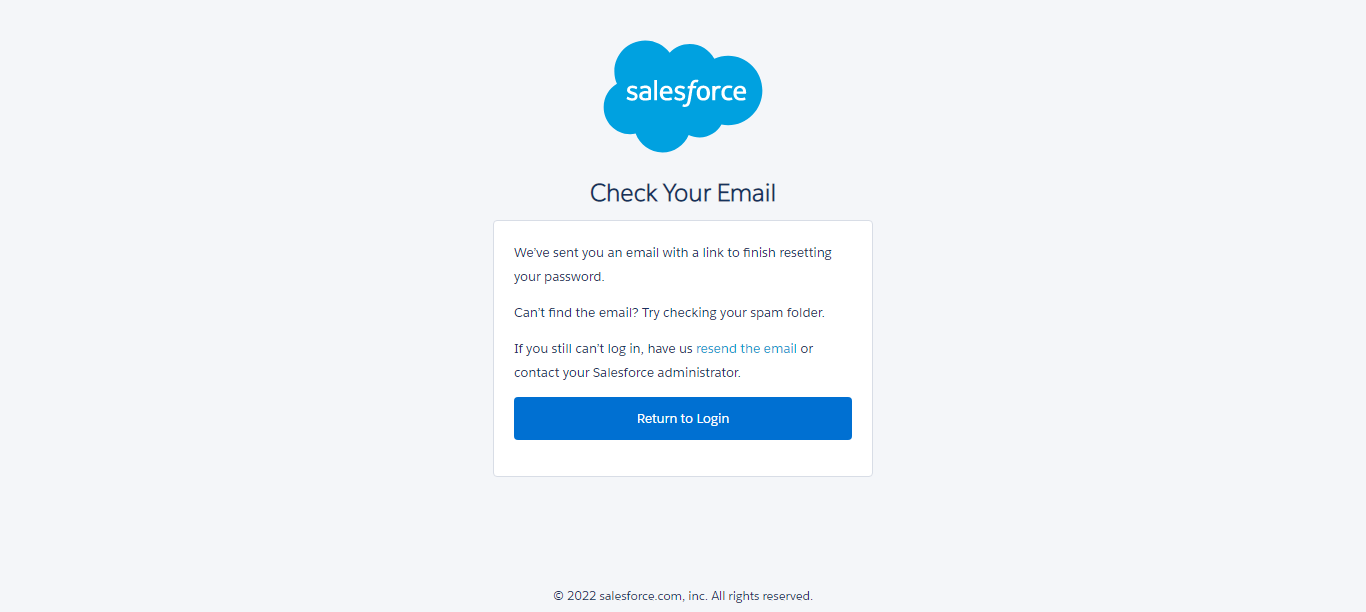 salesforce
Check Your Email
We've sent you an email with a link to finish resetting
your password.
Can't find the email? Try checking your spam folder.
If you still can't log in, have us resend the email or
contact your Salesforce administrator.
Return to Login
© 2022 salesforce.com, inc. All rights reserved.